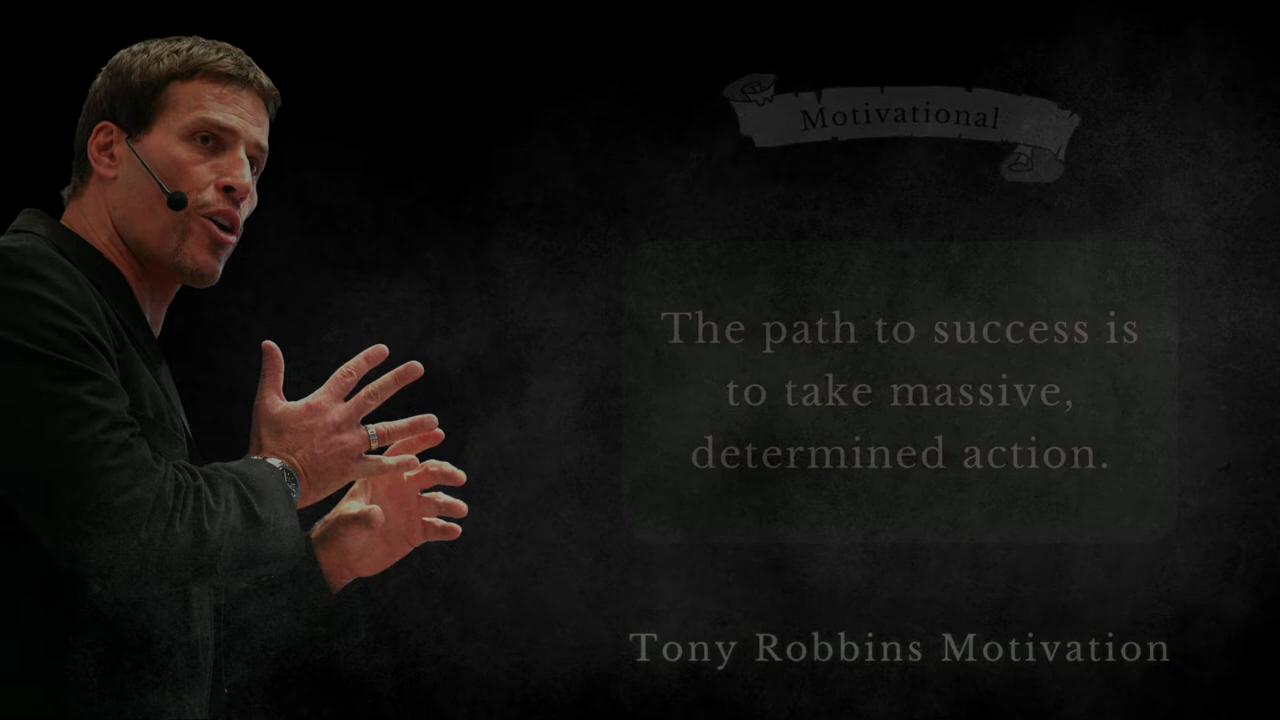 Motivational
The path to success is
to take massive,
determined action.
Tony Robbins Motivation